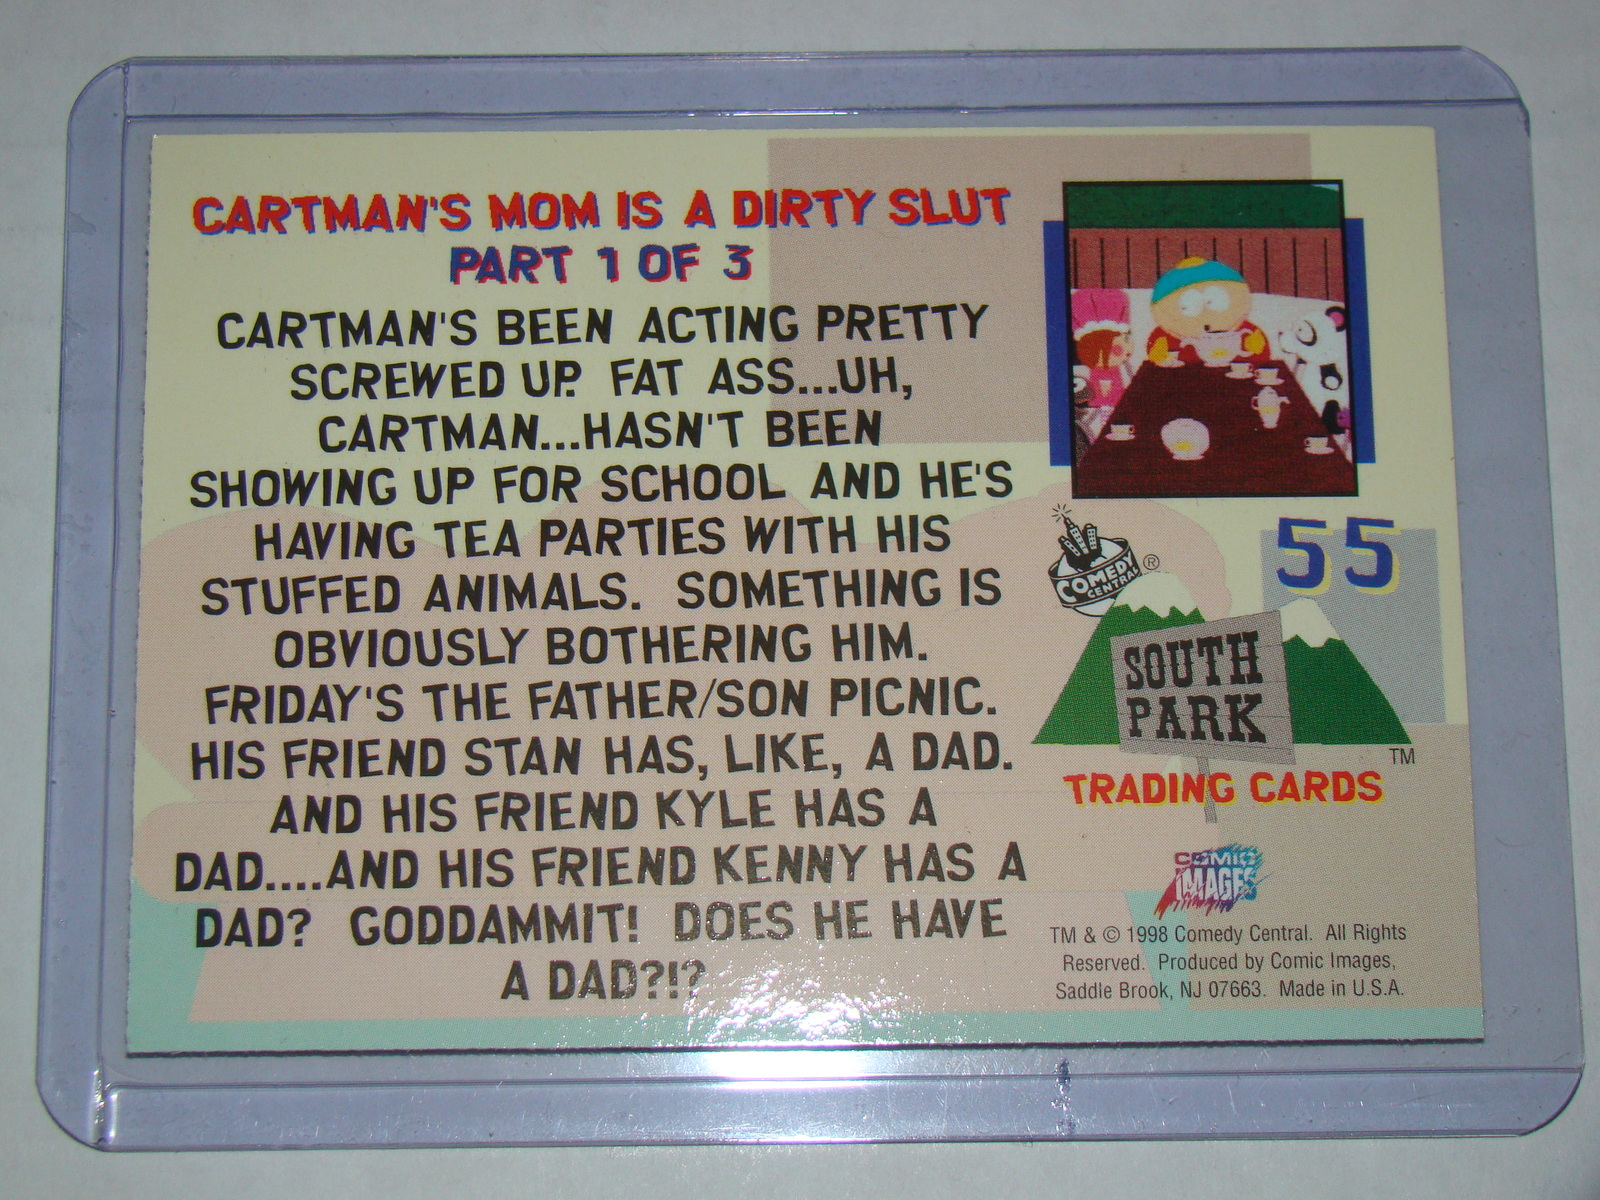 CARTMAN'S MOM IS A DIRTY SLUT
PART 1 OF 3
CARTMAN'S BEEN ACTING PRETTY
SCREWED UP. FAT ASS...UH,
CARTMAN...HASN'T BEEN
SHOWING UP FOR SCHOOL AND HE'S
HAVING TEA PARTIES WITH HIS
STUFFED ANIMALS. SOMETHING IS
OBVIOUSLY BOTHERING HIM.
FRIDAY'S THE FATHER/SON PICNIC.
HIS FRIEND STAN HAS, LIKE, A DAD.
AND HIS FRIEND KYLE HAS A
DAD....AND HIS FRIEND KENNY HAS A
DAD? GODDAMMIT! DOES HE HAVE
A DAD?!?
55
COMEDY
CENTRAL ®
SOUTH
PARK
TM
TRADING CARDS
COMIC
IMAGES
TM & © 1998 Comedy Central. All Rights
Reserved. Produced by Comic Images,
Saddle Brook, NJ 07663. Made in U.S.A.